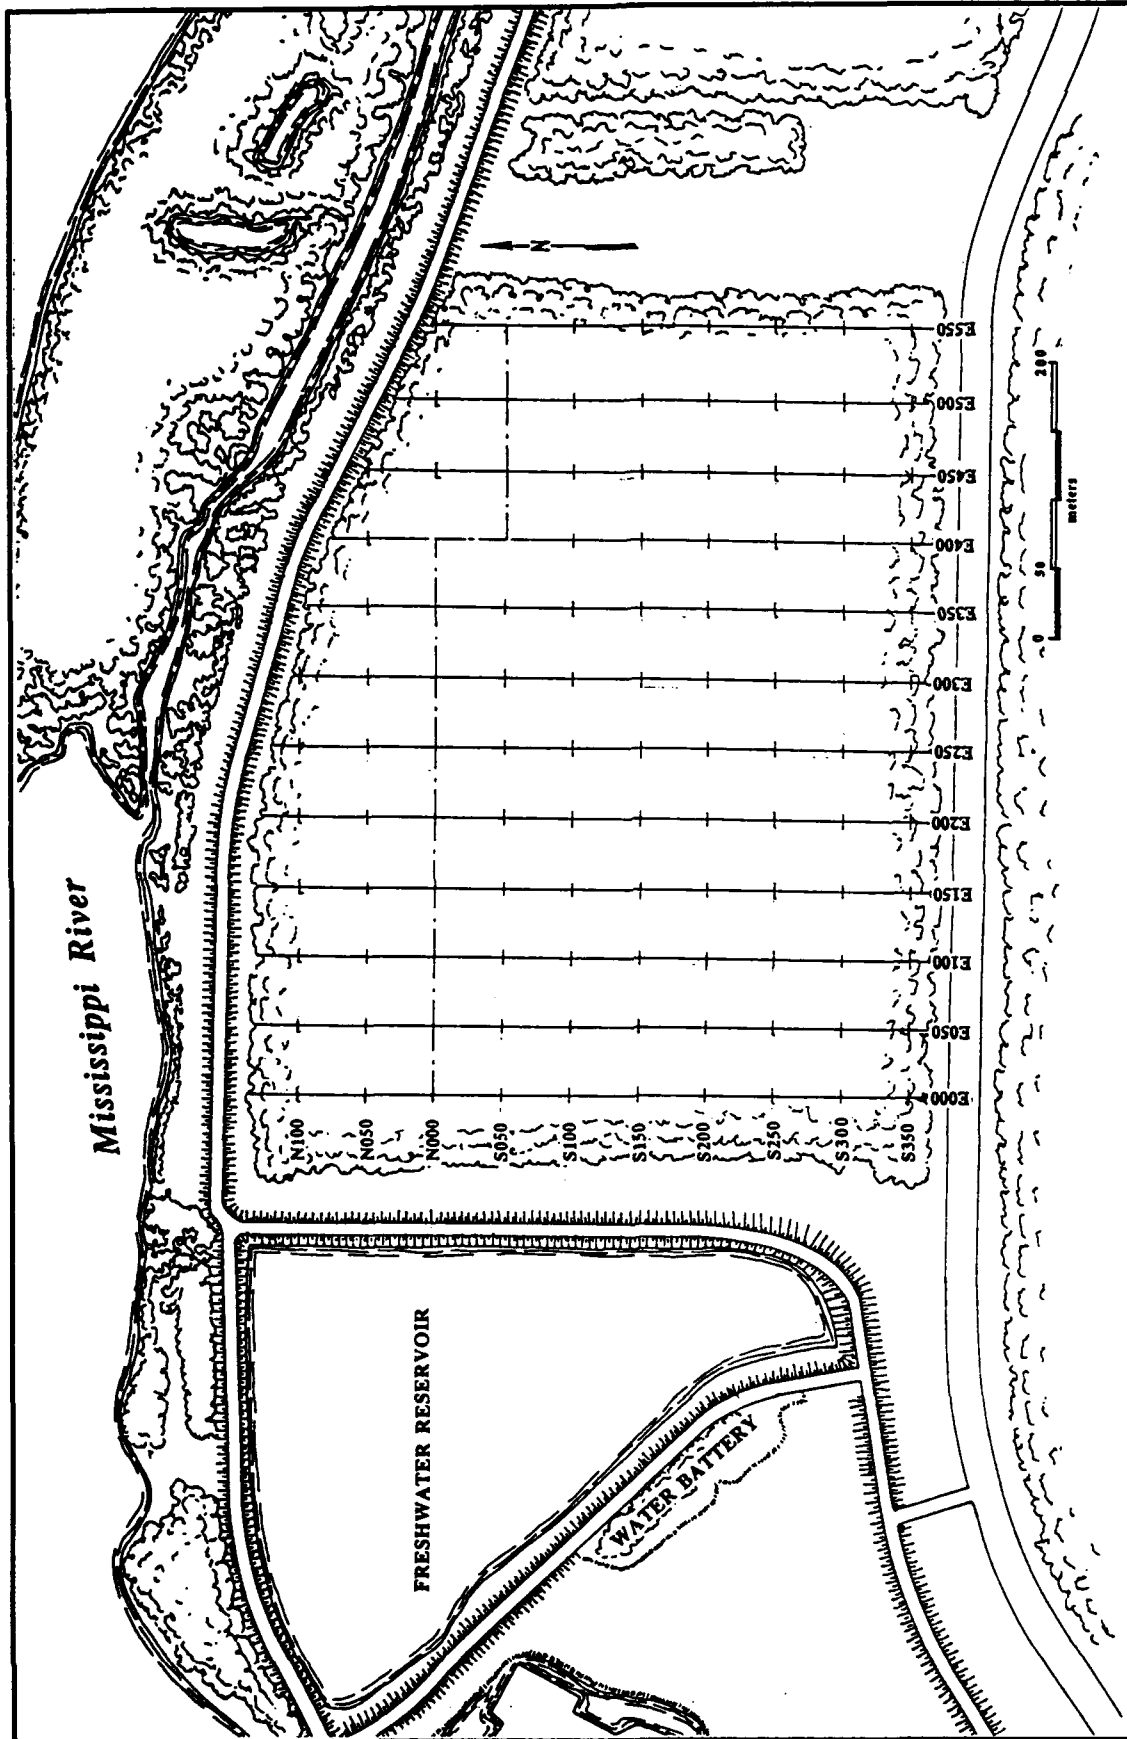 Mississippi River
N
E550
E500
E450
E400
E350
E300
E250
E200
E150
E100
E050
E000
N100
N050
N000
S050
S100
S150
S200
S250
S300
S350
0
50
200
meters
FRESHWATER RESERVOIR
WATER BATTERY